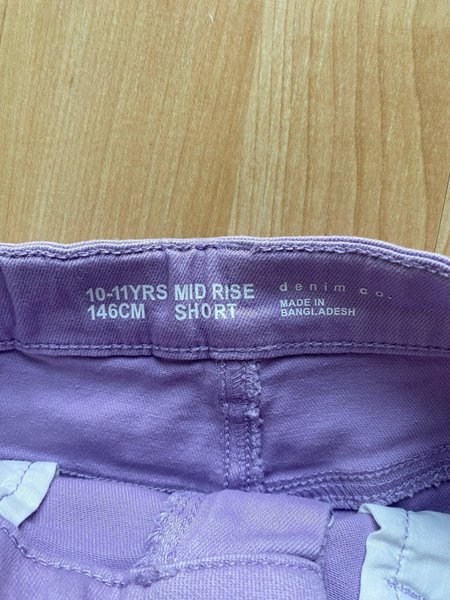 10-11YRS MID RISE
146CM SHORT
denim co.
MADE IN
BANGLADESH